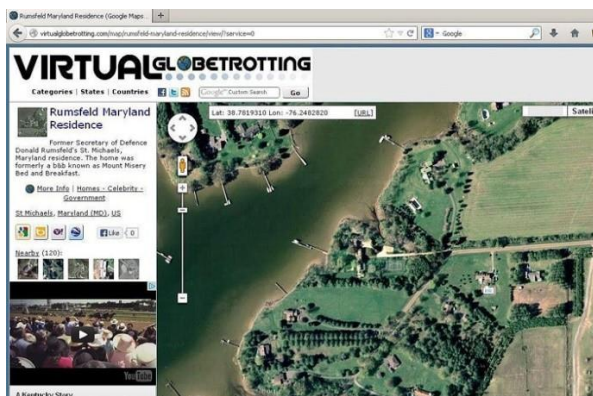 Rumsfeld Maryland Residence (Google Maps...
virtualglobetrotting.com/map/rumsfeld-maryland-residence/view/?service=0
Google
VIRTUALGLOBETROTTING
Categories | States | Countries
Google™ Custom Search
Go
Rumsfeld Maryland
Residence
Former Secretary of Defence
Donald Rumsfeld's St. Michaels,
Maryland residence. The home was
formerly a b&b known as Mount Misery
Bed and Breakfast.
More Info | Homes - Celebrity -
Government
St Michaels, Maryland (MD), US
Like 0
Nearby (120):
YouTube
A Kentucky Story
Lat: 38.7819310 Lon: -76.2482820 [URL]
Satell